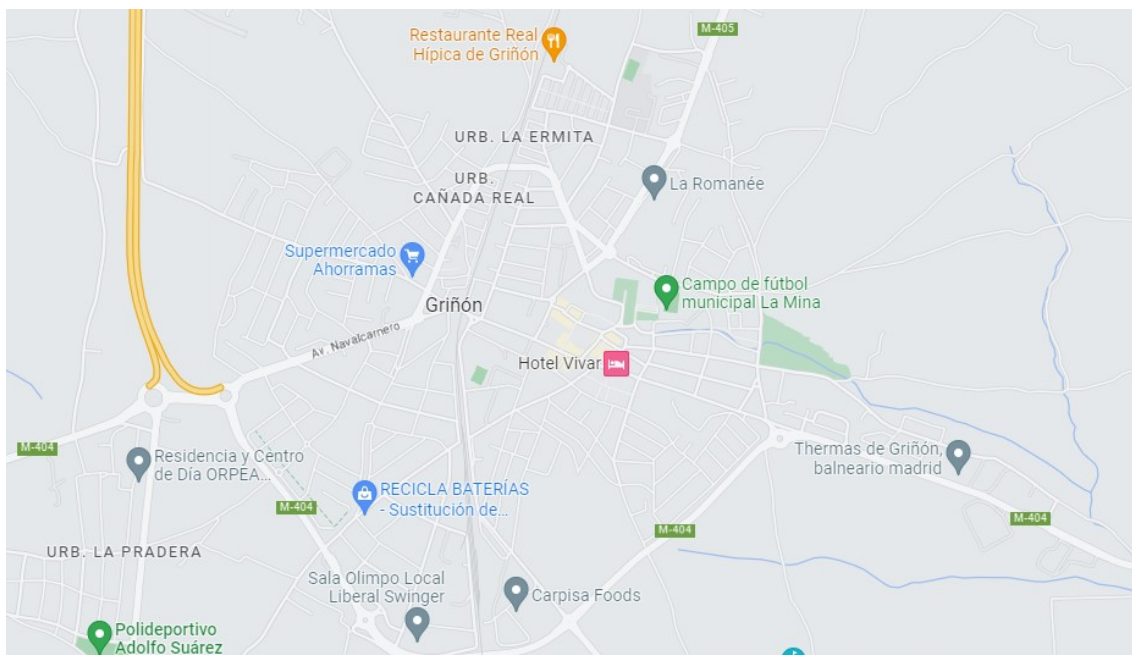 M-405
Restaurante Real
Hípica de Griñón
URB. LA ERMITA
URB.
CAÑADA REAL
La Romanée
Supermercado
Ahorramas
Campo de fútbol
municipal La Mina
Griñón
Av. Navalcarnero
Hotel Vivar
M-404
Residencia y Centro
de Día ORPEA...
Thermas de Griñón,
balneario madrid
RECICLA BATERÍAS
- Sustitución de...
M-404
M-404
M-404
URB. LA PRADERA
Sala Olimpo Local
Liberal Swinger
Carpisa Foods
Polideportivo
Adolfo Suárez